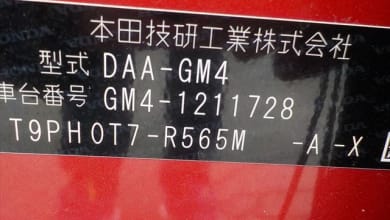 本田技研工業株式会社
型式 DAA-GM4
車台番号 GM4-1211728
T9PH0T7-R565M -A-X